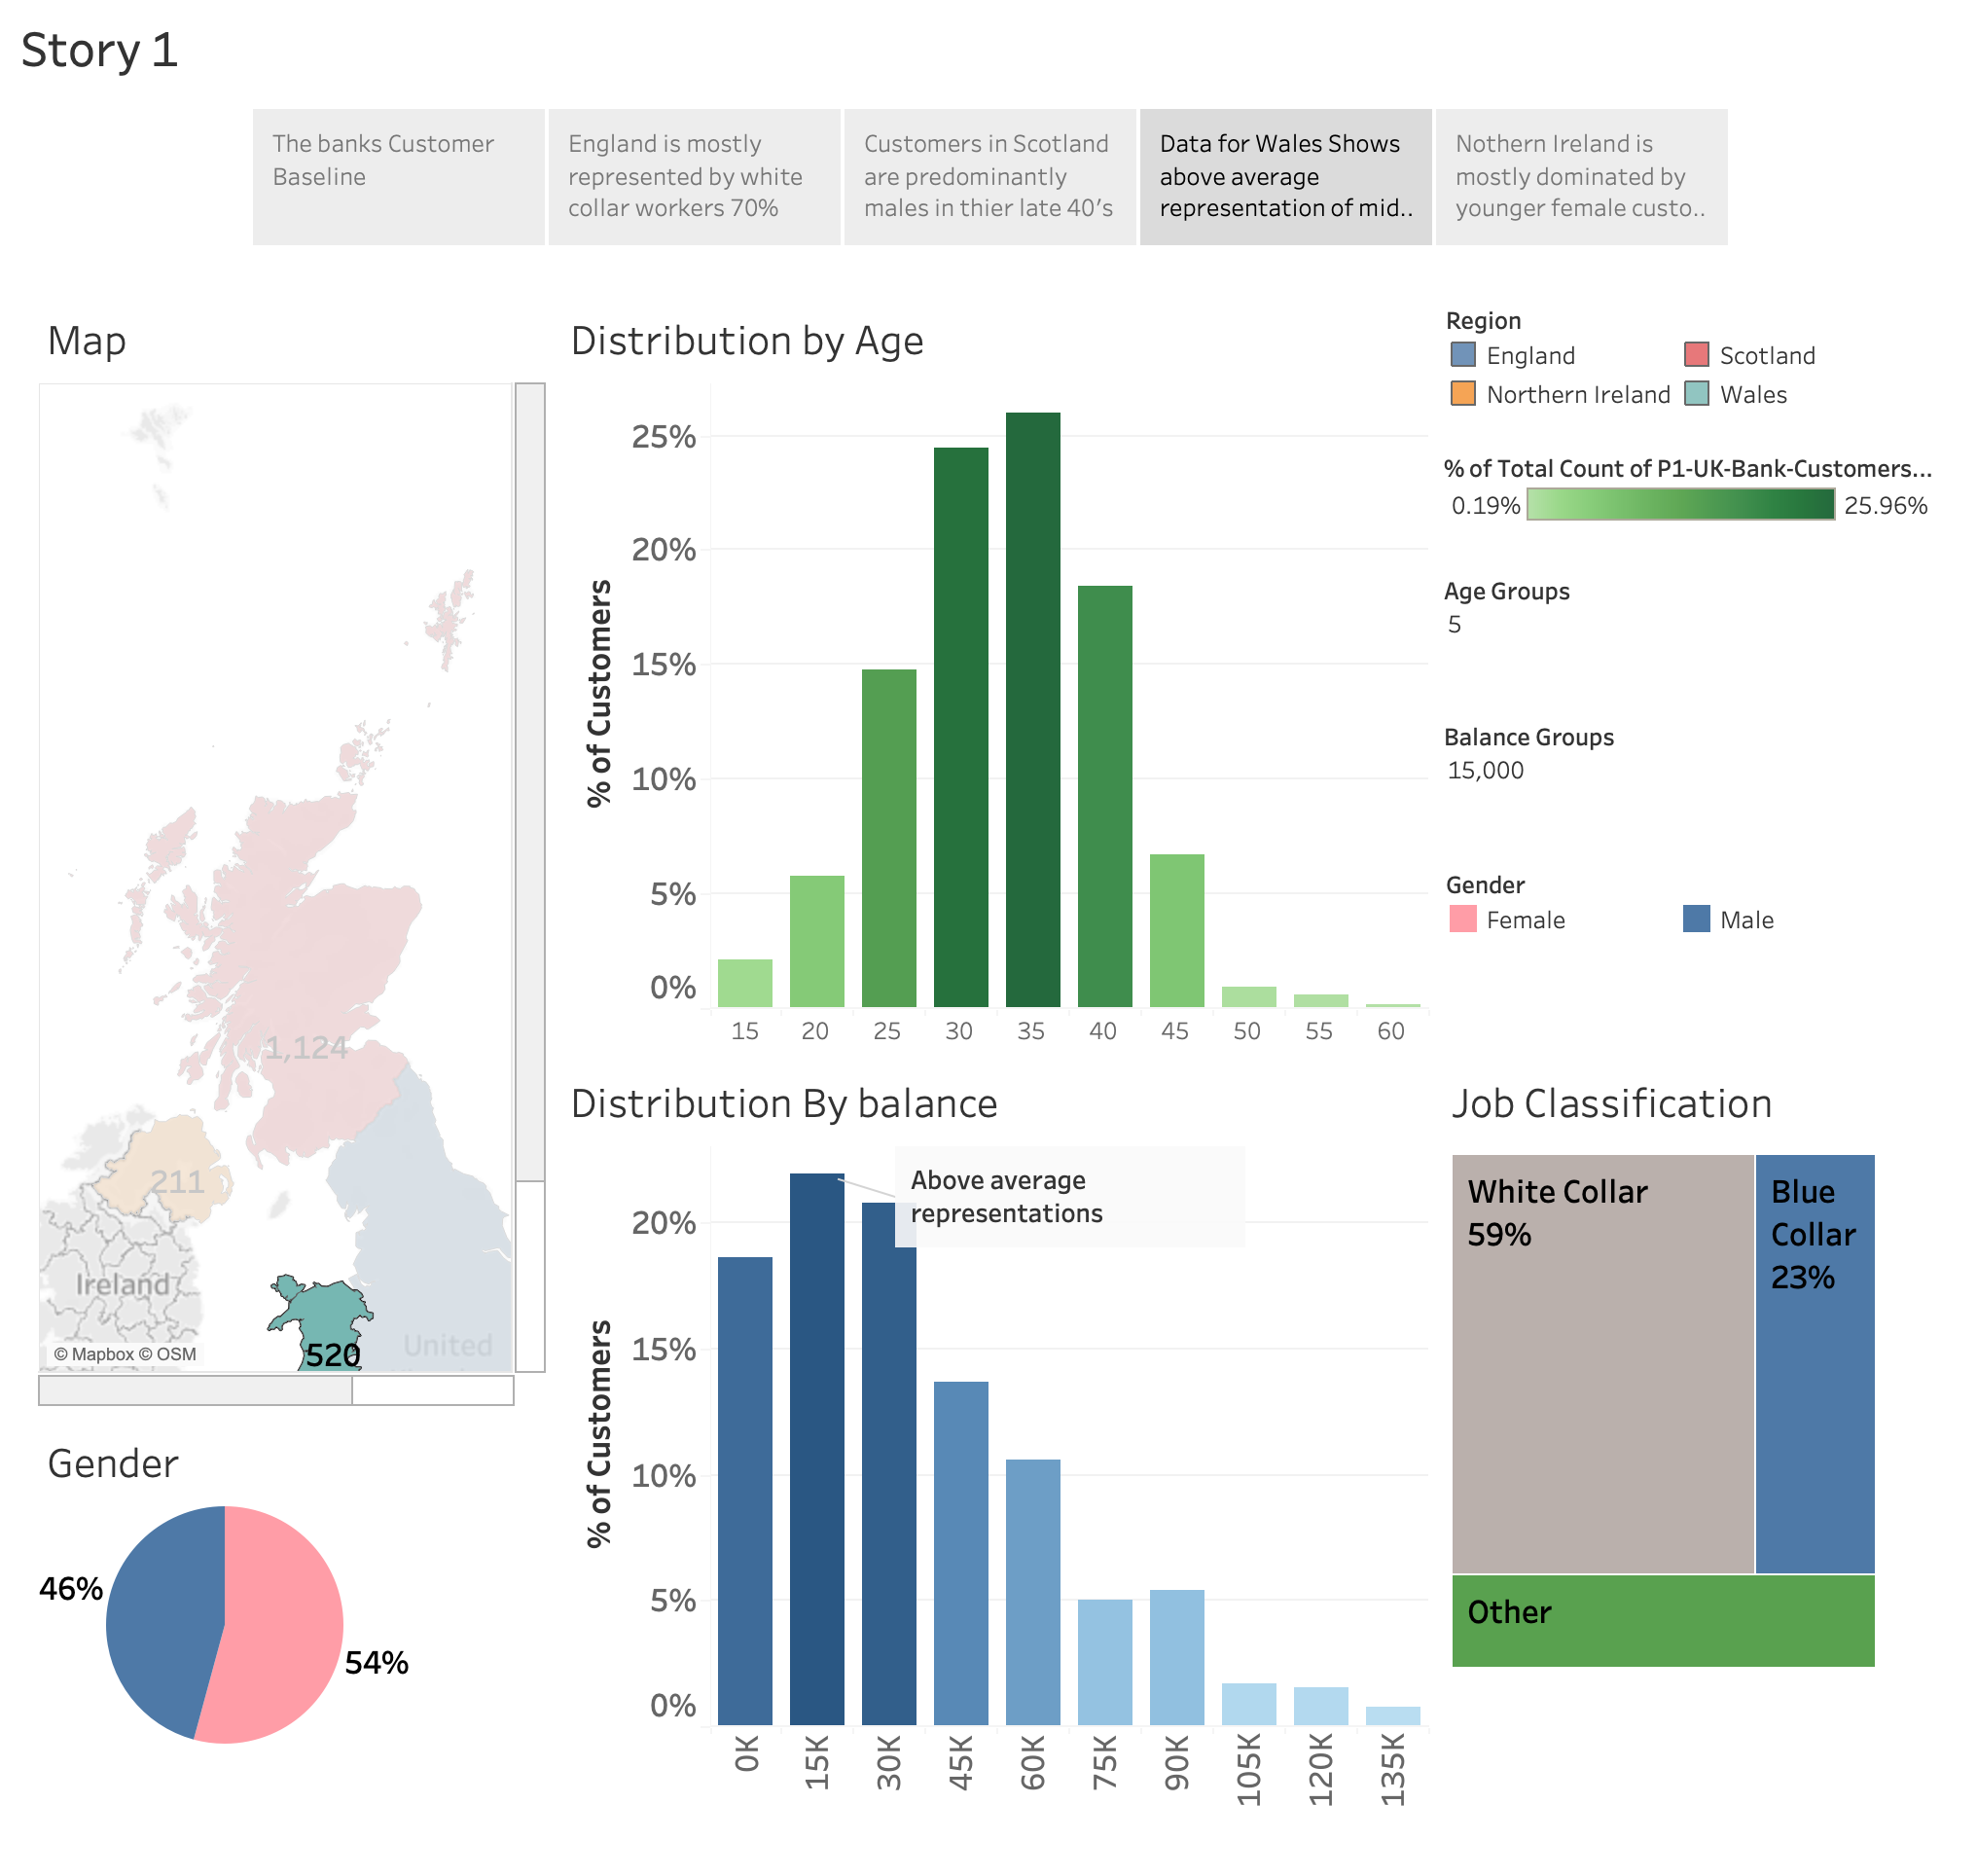 Story 1
The banks Customer
Baseline
England is mostly
represented by white
collar workers 70%
Customers in Scotland
are predominantly
males in thier late 40's
Data for Wales Shows
above average
representation of mid..
Nothern Ireland is
mostly dominated by
younger female custo..
Map
1,124
211
Ireland
520
United
© Mapbox © OSM
Gender
46%
54%
Distribution by Age
% of Customers
25%
20%
15%
10%
5%
0%
15 20 25 30 35 40 45 50 55 60
Distribution By balance
Above average
representations
% of Customers
20%
15%
10%
5%
0%
0K 15K 30K 45K 60K 75K 90K 105K 120K 135K
Region
England Scotland
Northern Ireland Wales
% of Total Count of P1-UK-Bank-Customers...
0.19% 25.96%
Age Groups
5
Balance Groups
15,000
Gender
Female Male
Job Classification
White Collar
59%
Blue
Collar
23%
Other